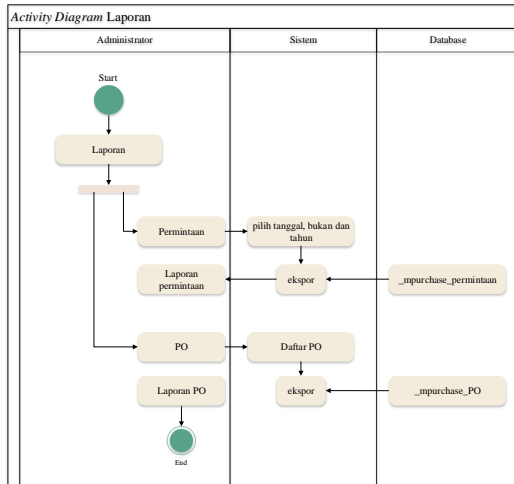 Activity Diagram Laporan
Administrator
Sistem
Database
Start
Laporan
Permintaan
pilih tanggal, bukan dan
tahun
Laporan
permintaan
ekspor
_mpurchase_permintaan
PO
Daftar PO
Laporan PO
ekspor
_mpurchase_PO
End